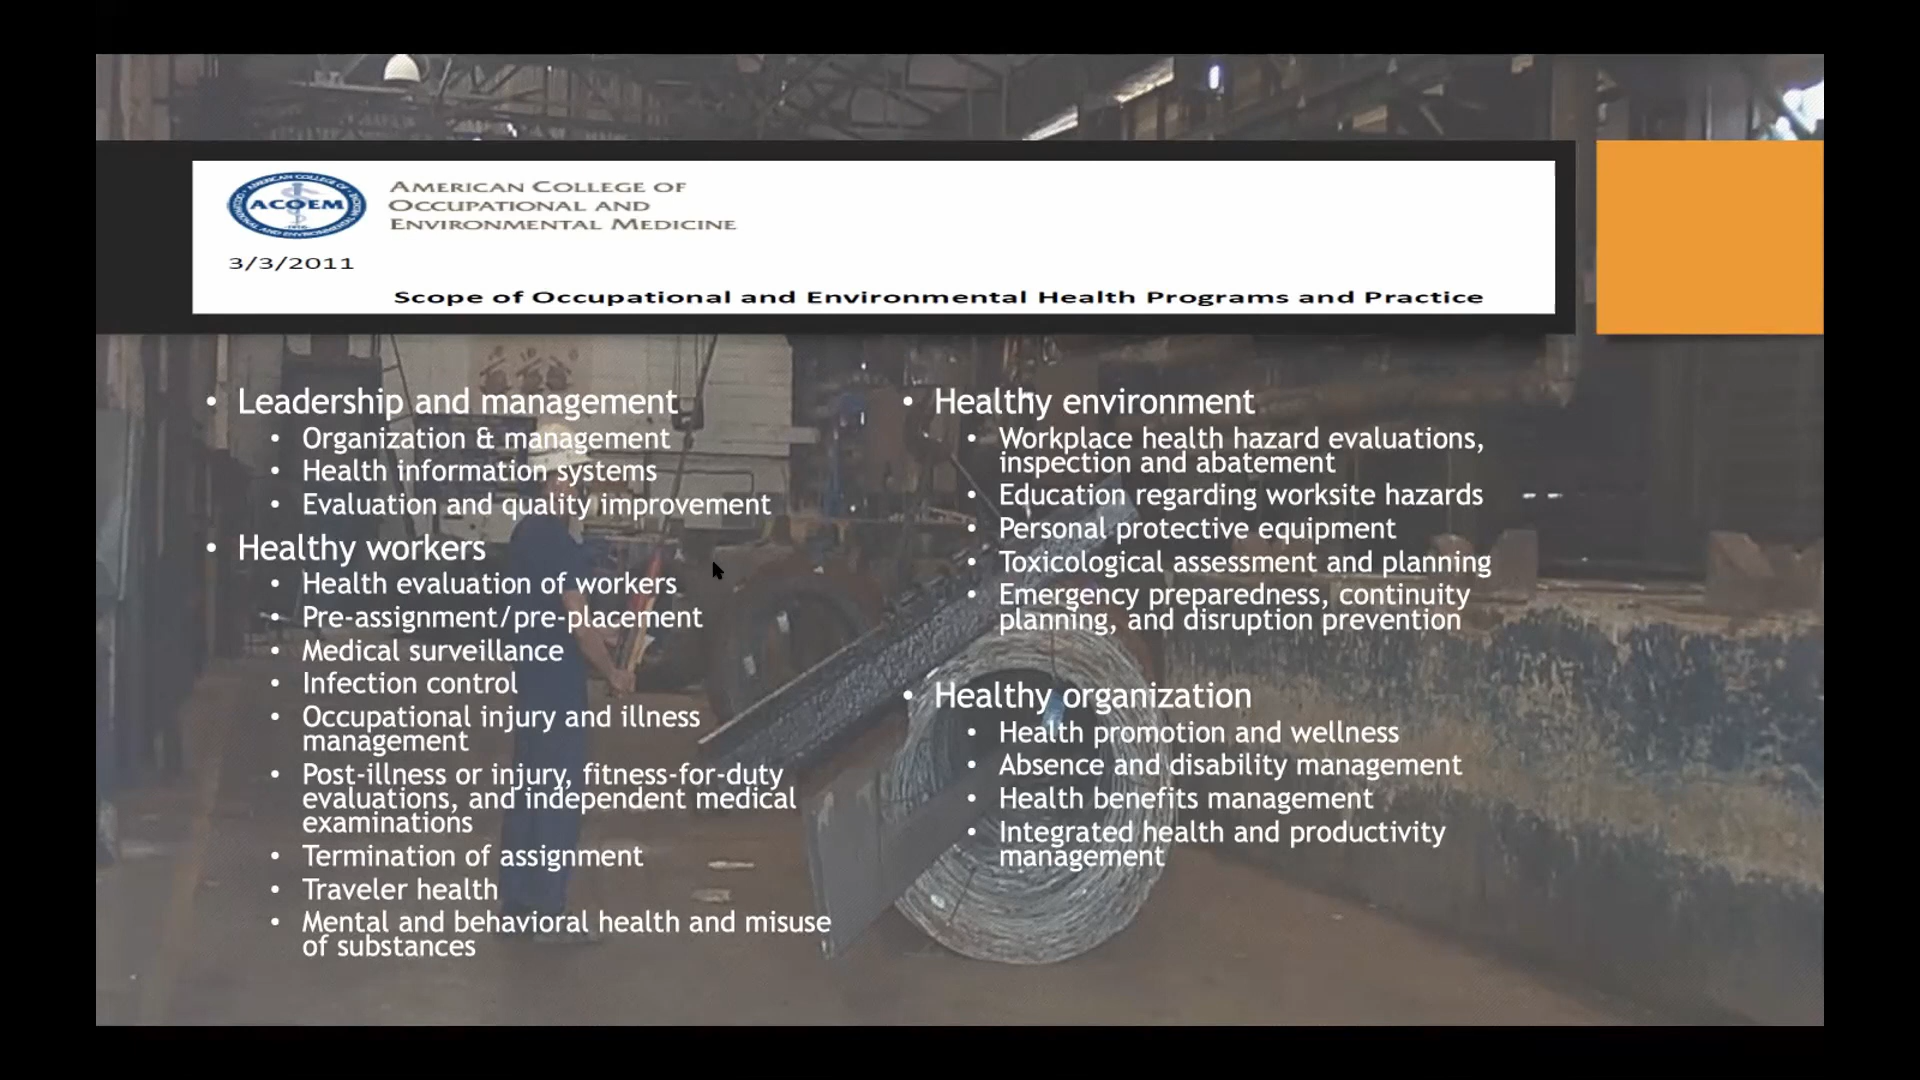 AMERICAN COLLEGE OF
OCCUPATIONAL AND
ENVIRONMENTAL MEDICINE
ACOEM
3/3/2011
Scope of Occupational and Environmental Health Programs and Practice
• Leadership and management
• Organization & management
• Health information systems
• Evaluation and quality improvement
• Healthy workers
• Health evaluation of workers
• Pre-assignment/pre-placement
• Medical surveillance
• Infection control
• Occupational injury and illness
management
• Post-illness or injury, fitness-for-duty
evaluations, and independent medical
examinations
• Termination of assignment
• Traveler health
• Mental and behavioral health and misuse
of substances
• Healthy environment
• Workplace health hazard evaluations,
inspection and abatement
• Education regarding worksite hazards
• Personal protective equipment
• Toxicological assessment and planning
• Emergency preparedness, continuity
planning, and disruption prevention
• Healthy organization
• Health promotion and wellness
• Absence and disability management
• Health benefits management
• Integrated health and productivity
management